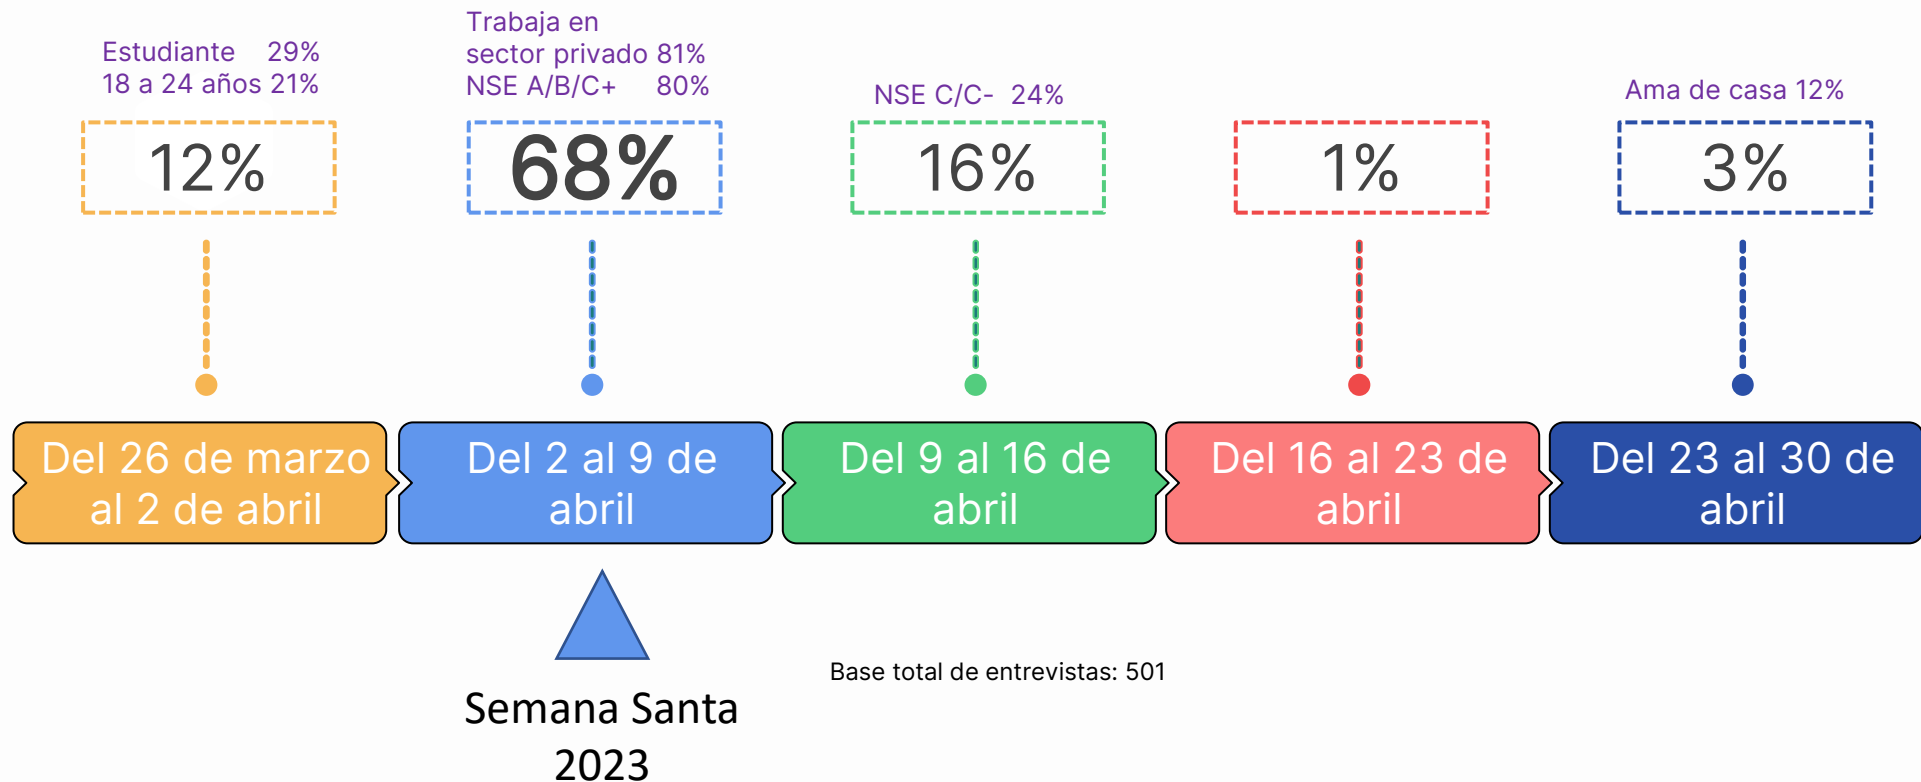 Estudiante 29%
18 a 24 años 21%
12%
Del 26 de marzo
al 2 de abril
Trabaja en
sector privado 81%
NSE A/B/C+ 80%
68%
Del 2 al 9 de
abril
Semana Santa
2023
NSE C/C- 24%
16%
Del 9 al 16 de
abril
1%
Del 16 al 23 de
abril
Ama de casa 12%
3%
Del 23 al 30 de
abril
Base total de entrevistas: 501